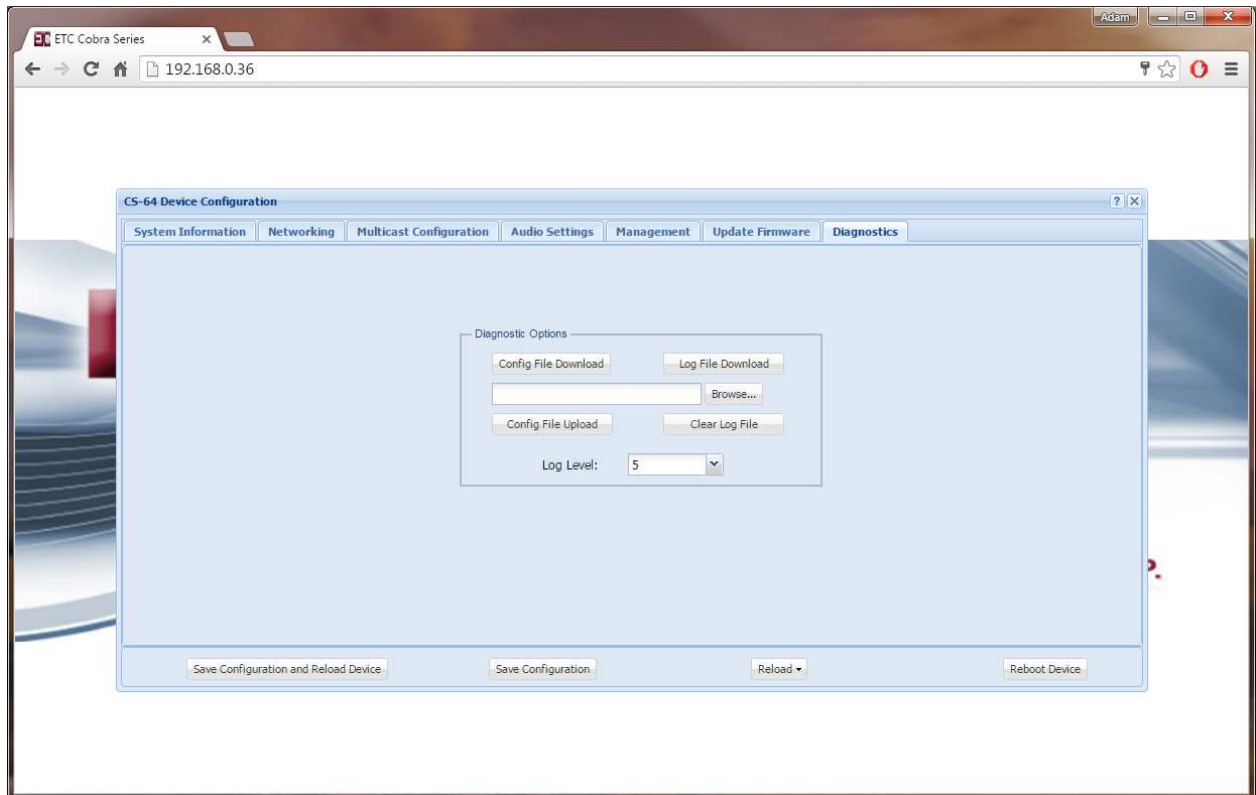 Adam
ETC Cobra Series
192.168.0.36
CS-64 Device Configuration
System Information Networking Multicast Configuration Audio Settings Management Update Firmware Diagnostics
Diagnostic Options
Config File Download Log File Download
Browse...
Config File Upload Clear Log File
Log Level: 5
P.
Save Configuration and Reload Device Save Configuration Reload Reboot Device